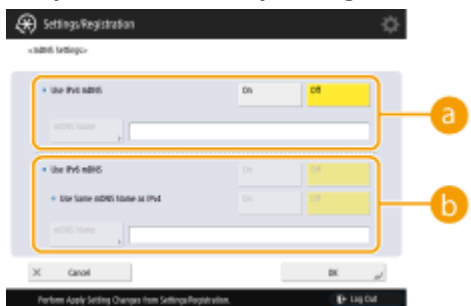 Settings/Registration
<mDNS Settings>
Use IPv4 mDNS
On
Off
mDNS Name
a
Use IPv6 mDNS
On
Off
Use Same mDNS Name as IPv4
On
Off
mDNS Name
b
Cancel
OK
Perform Apply Setting Changes from Settings/Registration.
Log Out